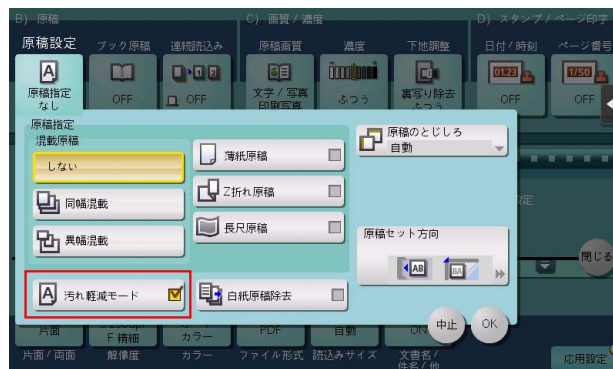 B) 原稿
C) 画質 / 濃度
D) スタンプ / ページ印字
原稿設定
ブック原稿
連続読込み
原稿画質
濃度
下地調整
日付 / 時刻
ページ番号
原稿指定
なし
OFF
OFF
文字 / 写真
印刷写真
ふつう
裏写り除去
ふつう
01.23
OFF
1/50
OFF
原稿指定
混載原稿
しない
同幅混載
異幅混載
汚れ軽減モード
薄紙原稿
Z折れ原稿
長尺原稿
白紙原稿除去
原稿のとじしろ
自動
原稿セット方向
AB
BA
中止
OK
閉じる
片面
F 精細
カラー
PDF
自動
ON
片面 / 両面
解像度
カラー
ファイル形式
読込みサイズ
文書名 /
件名 / 他
応用設定